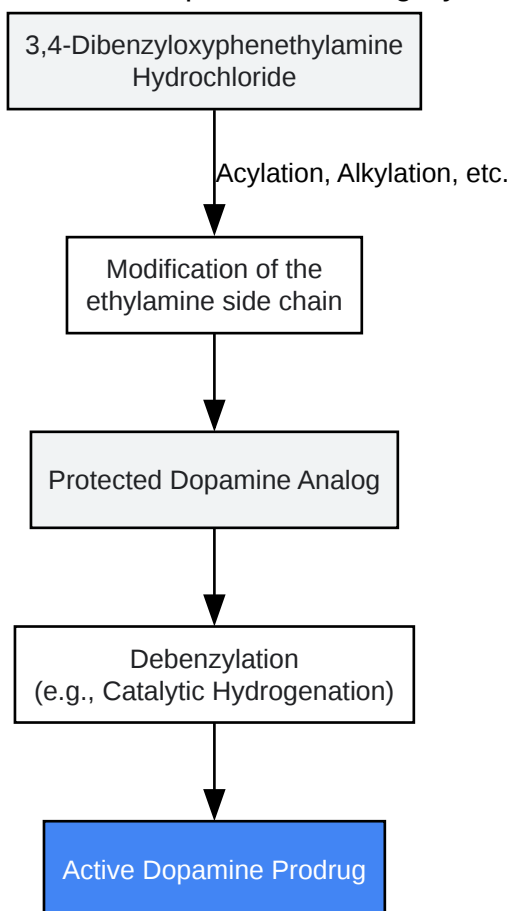 3,4-Dibenzyloxyphenethylamine
Hydrochloride
Acylation, Alkylation, etc.
Modification of the
ethylamine side chain
Protected Dopamine Analog
Debenzylation
(e.g., Catalytic Hydrogenation)
Active Dopamine Prodrug